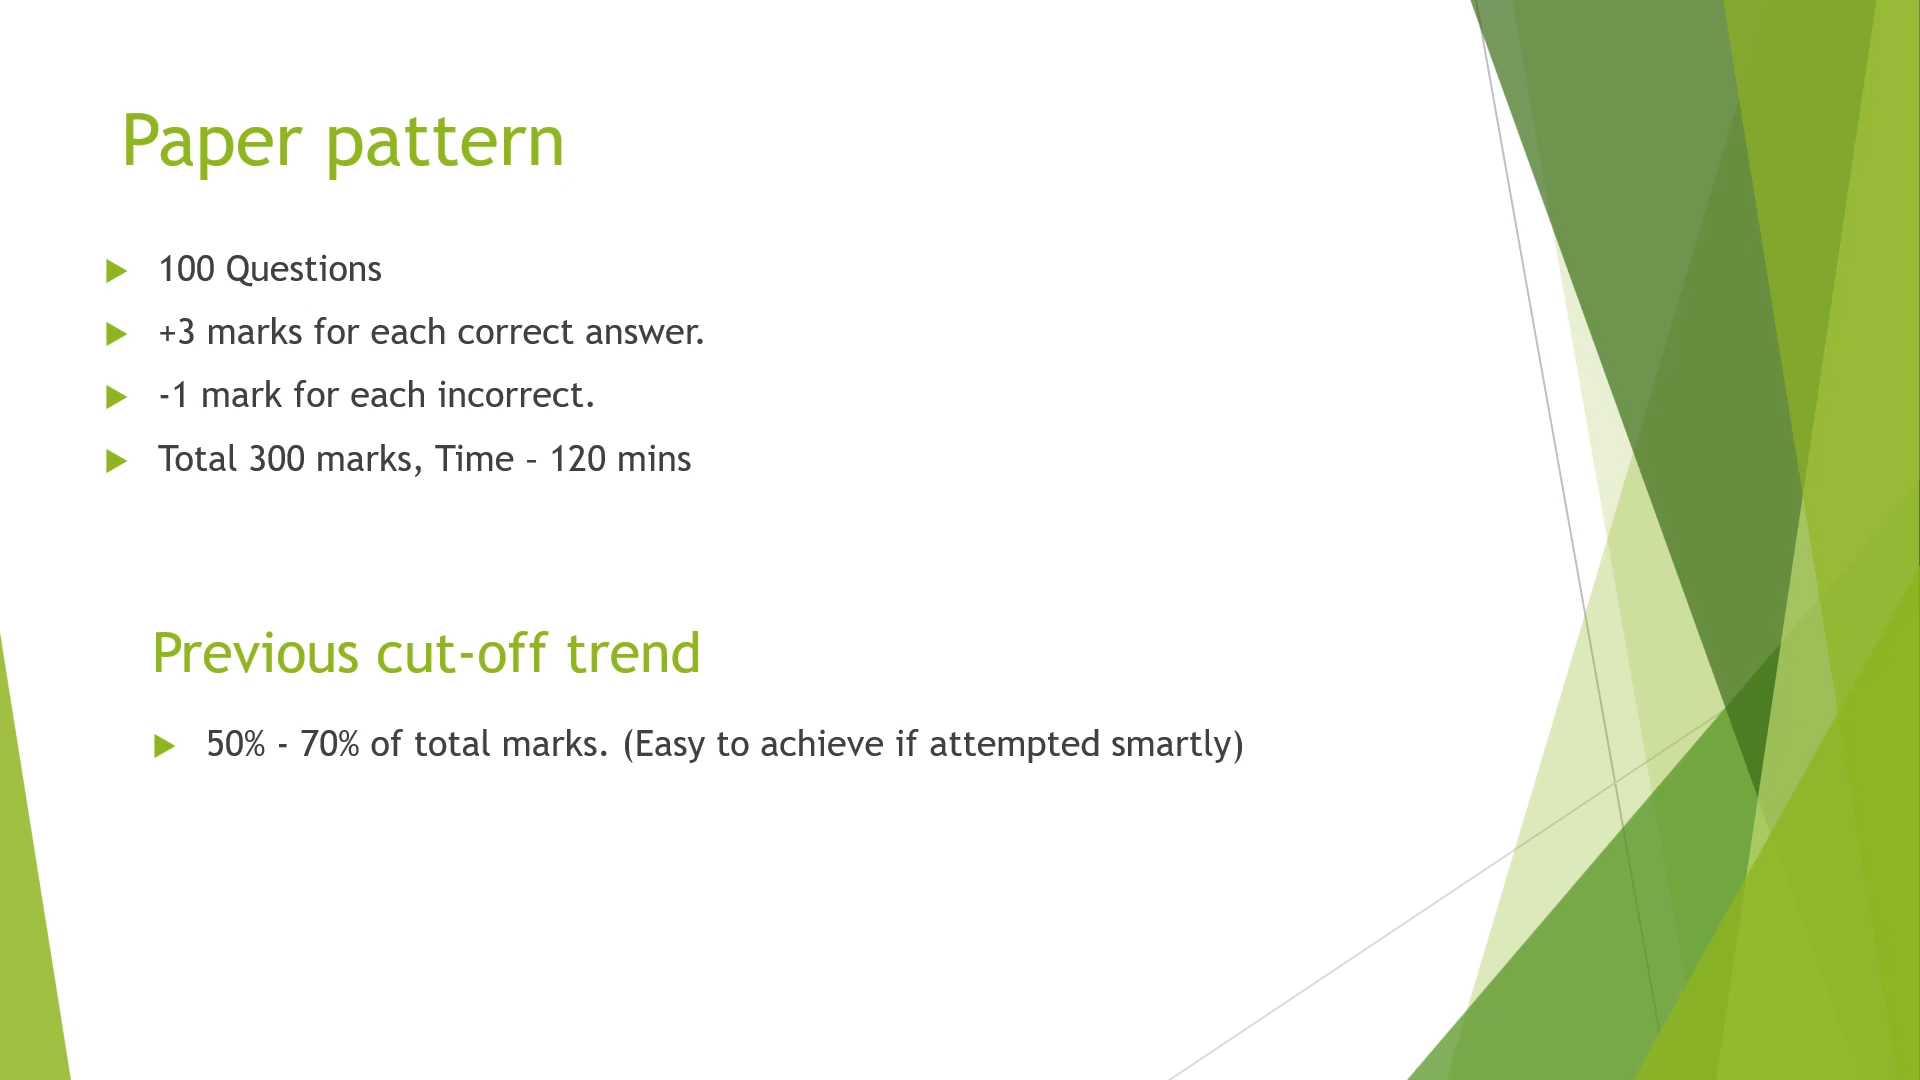 Paper pattern
100 Questions
+3 marks for each correct answer.
-1 mark for each incorrect.
Total 300 marks, Time – 120 mins
Previous cut-off trend
50% - 70% of total marks. (Easy to achieve if attempted smartly)